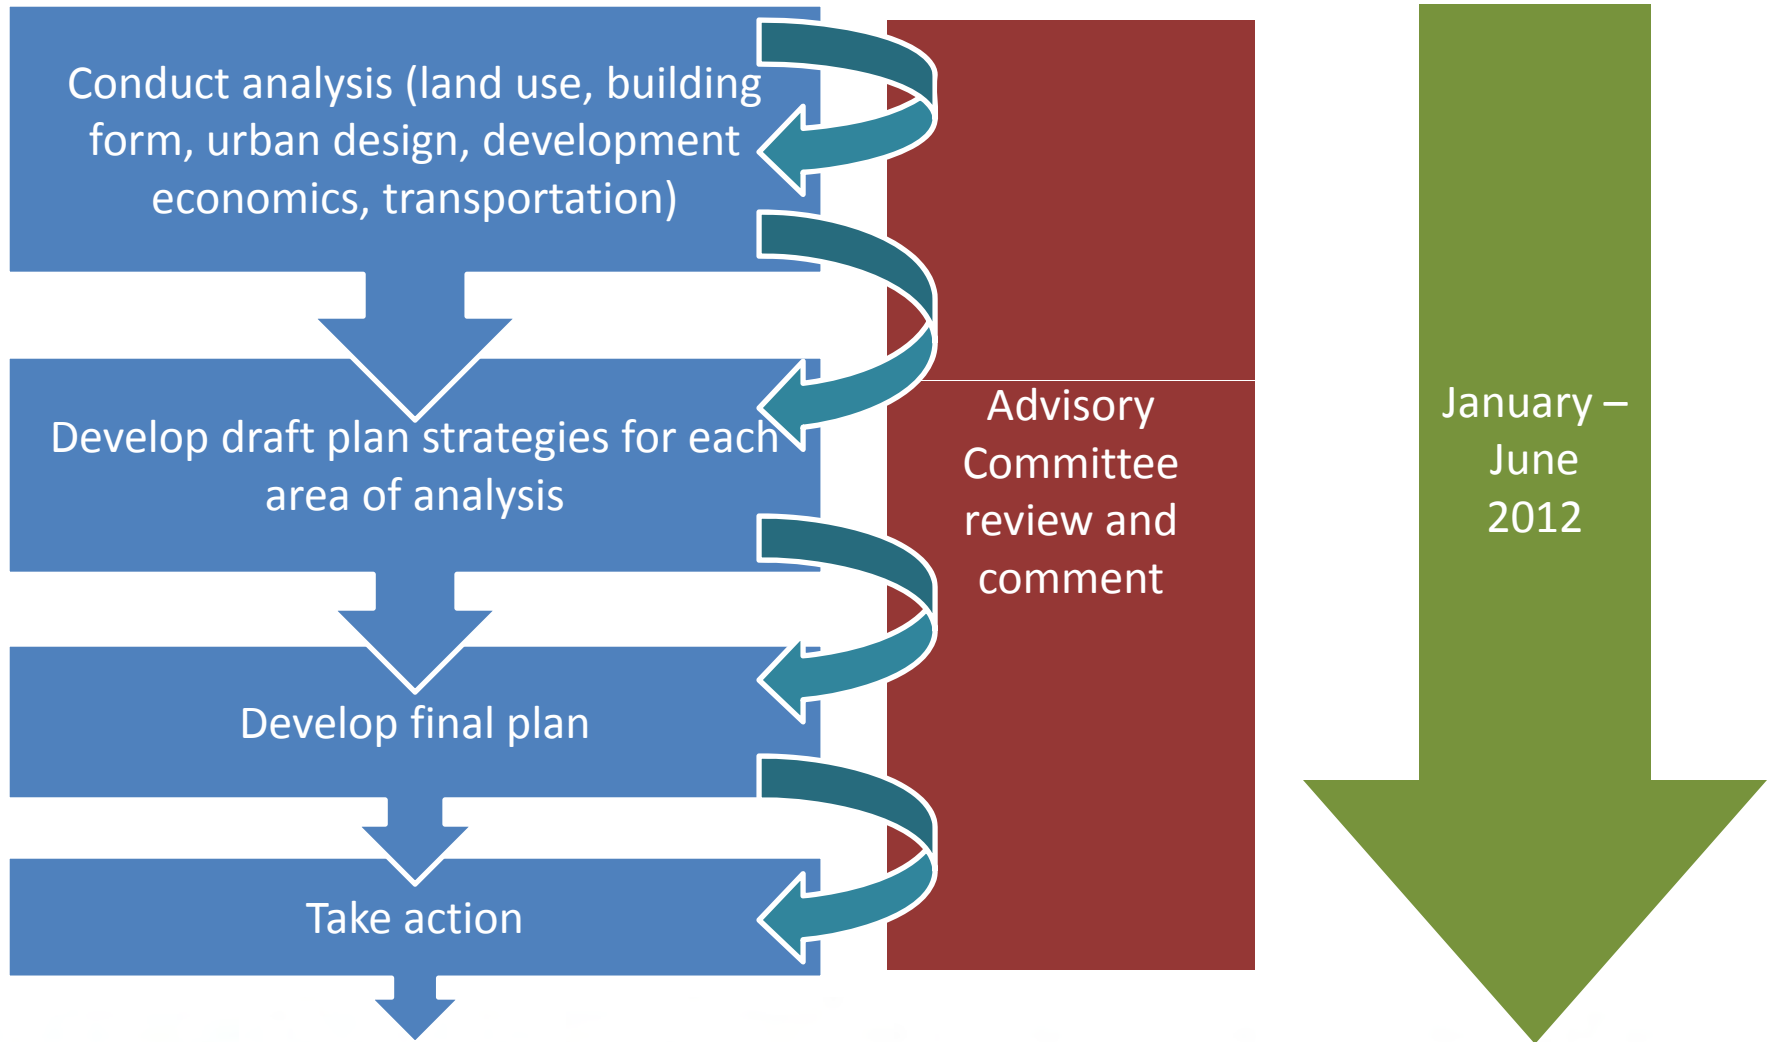 Conduct analysis (land use, building
form, urban design, development
economics, transportation)
Develop draft plan strategies for each
area of analysis
Develop final plan
Take action
Advisory
Committee
review and
comment
January –
June
2012